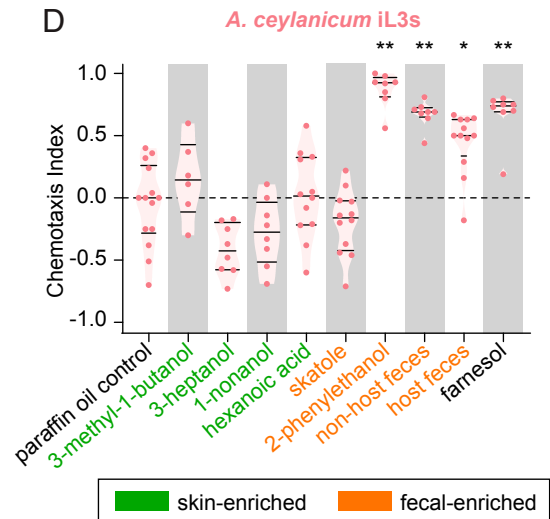 D
A. ceylanicum iL3s
** ** * **
Chemotaxis Index
1.0
0.5
0.0
-0.5
-1.0
paraffin oil control
3-methyl-1-butanol
3-heptanol
1-nonanol
hexanoic acid
skatole
2-phenylethanol
non-host feces
host feces
farnesol
skin-enriched fecal-enriched